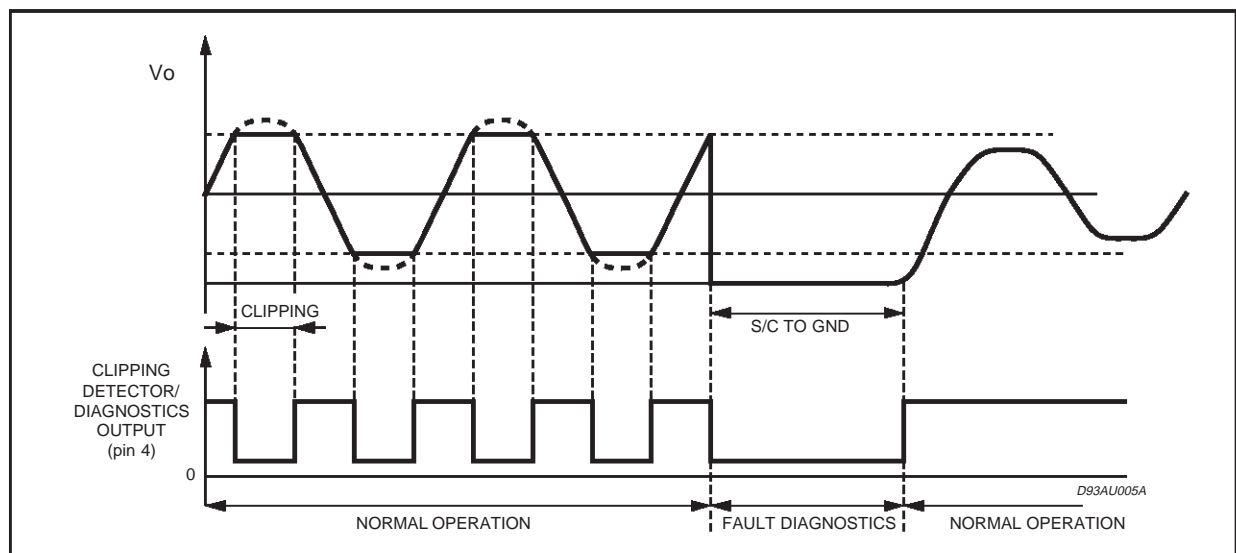 Vo
CLIPPING
S/C TO GND
CLIPPING
DETECTOR/
DIAGNOSTICS
OUTPUT
(pin 4)
0
D93AU005A
NORMAL OPERATION
FAULT DIAGNOSTICS
NORMAL OPERATION